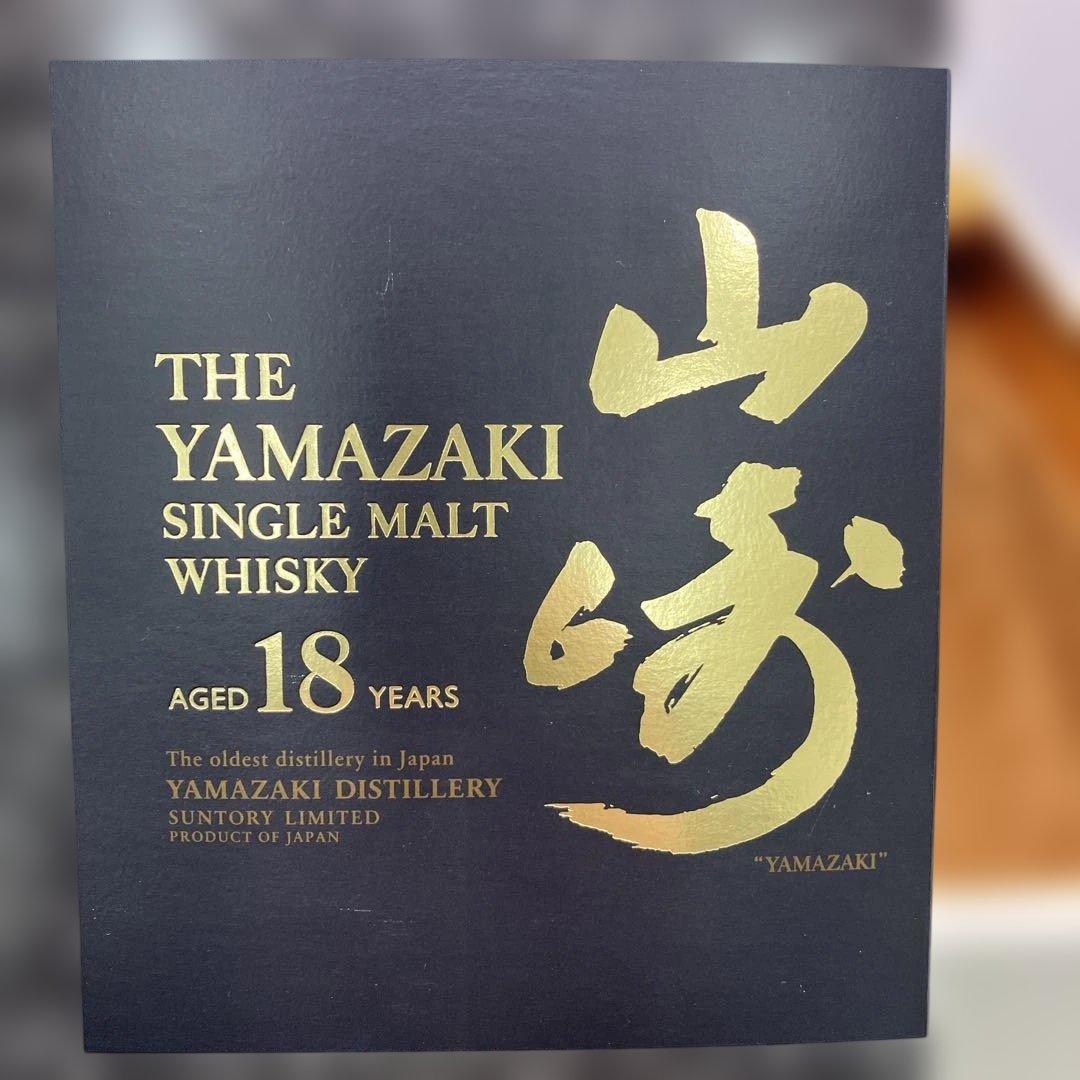 THE
YAMAZAKI
SINGLE MALT
WHISKY
AGED 18 YEARS
The oldest distillery in Japan
YAMAZAKI DISTILLERY
SUNTORY LIMITED
PRODUCT OF JAPAN
山崎
“YAMAZAKI”